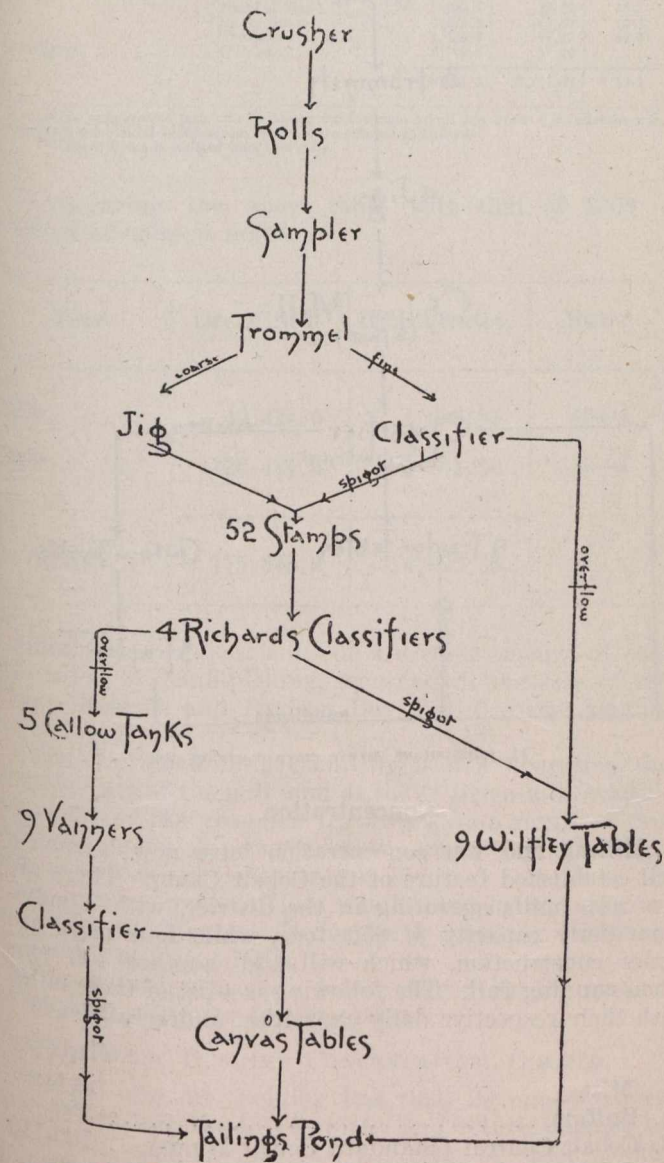 Crusher
Rolls
Sampler
Trommel
coarse
fine
Jig
Classifier
spigot
52 Stamps
overflow
4 Richards Classifiers
overflow
spigot
5 Callow Tanks
9 Vanners
9 Wilfley Tables
Classifier
spigot
Canvas Tables
Tailings Pond